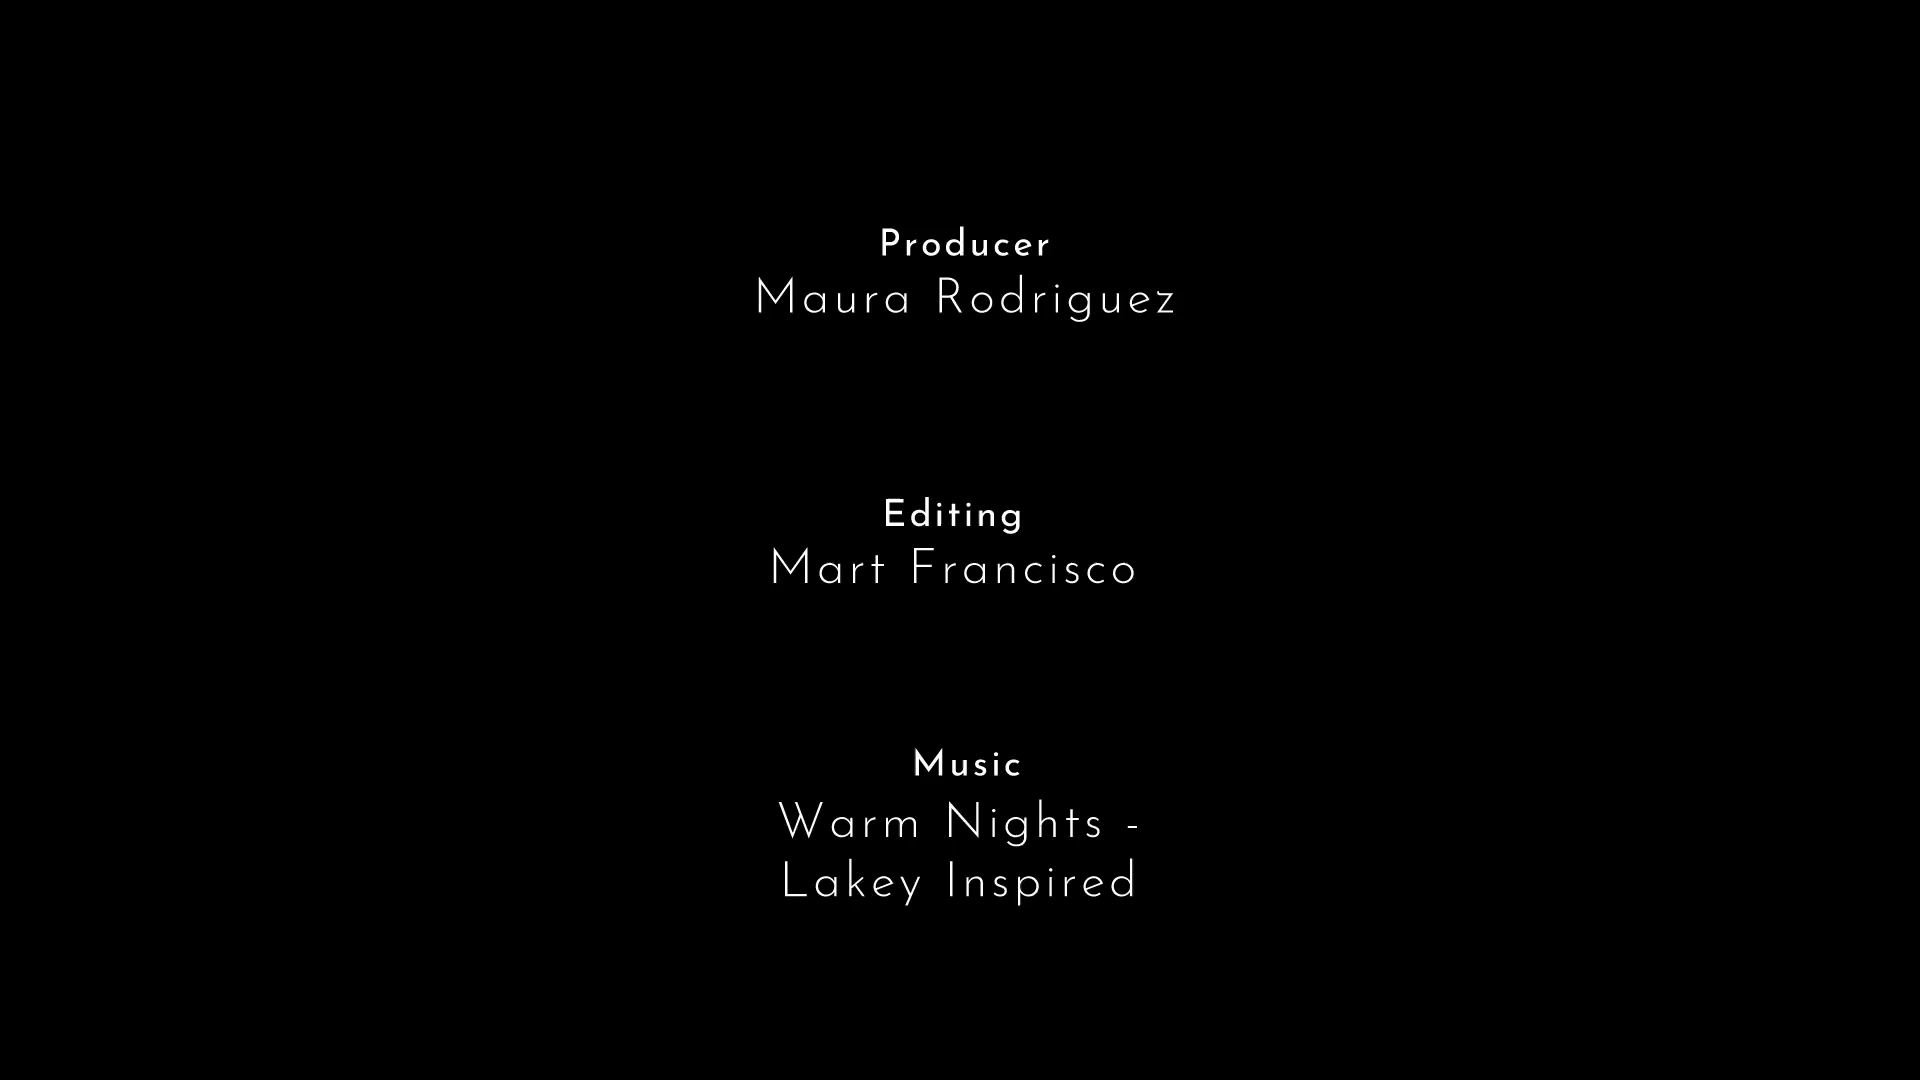 Producer
Maura Rodriguez
Editing
Mart Francisco
Music
Warm Nights -
Lakey Inspired